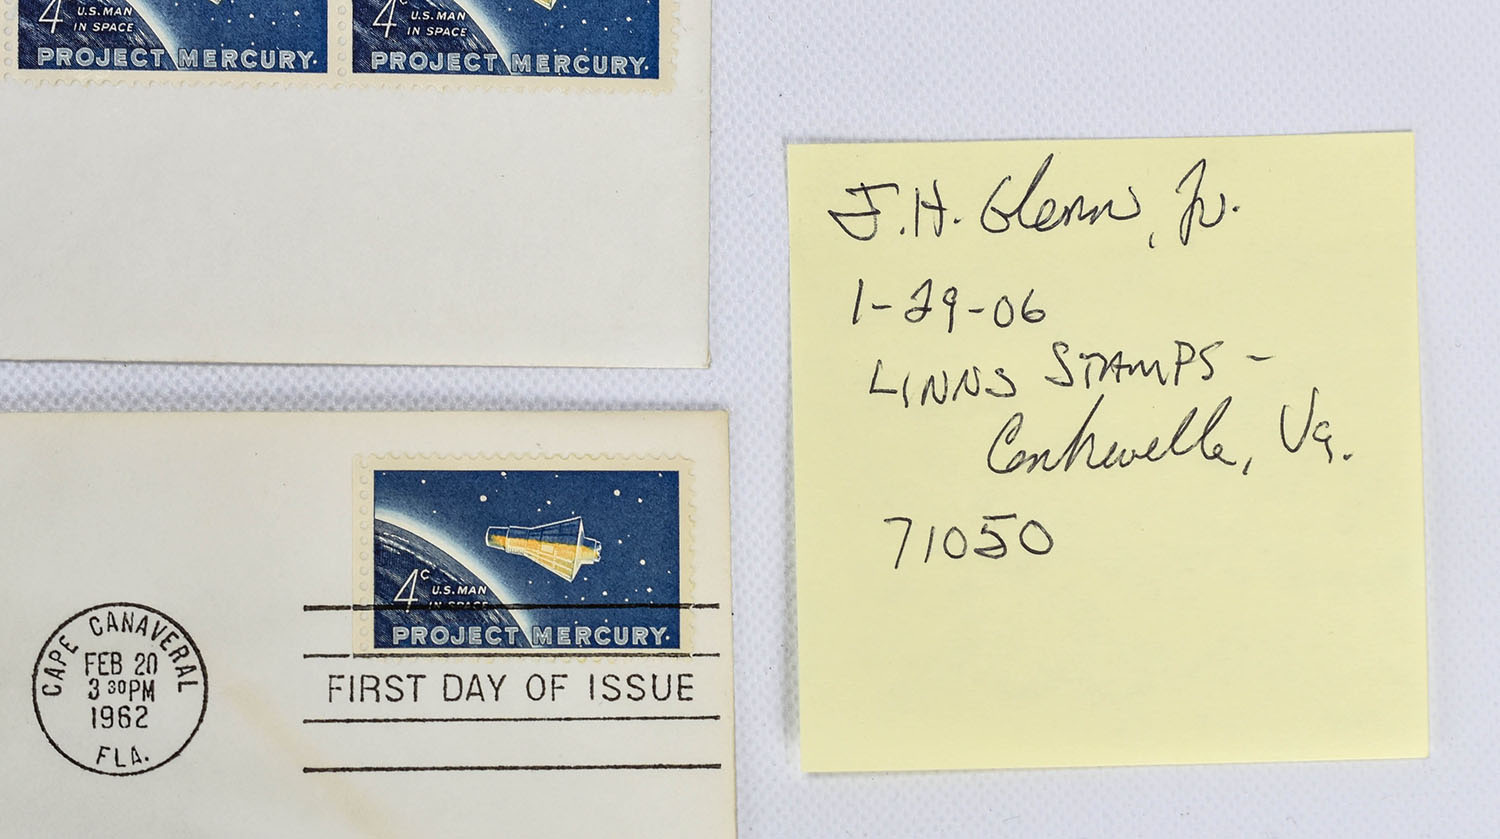 4c U.S. MAN
IN SPACE
PROJECT MERCURY.
4c U.S. MAN
IN SPACE
PROJECT MERCURY.
4c U.S. MAN
IN SPACE
PROJECT MERCURY.
CAPE CANAVERAL
FEB 20
3 30 PM
1962
FLA.
FIRST DAY OF ISSUE
J.H. Glenn, Jr.
1-29-06
LINNS STAMPS -
Va.
71050